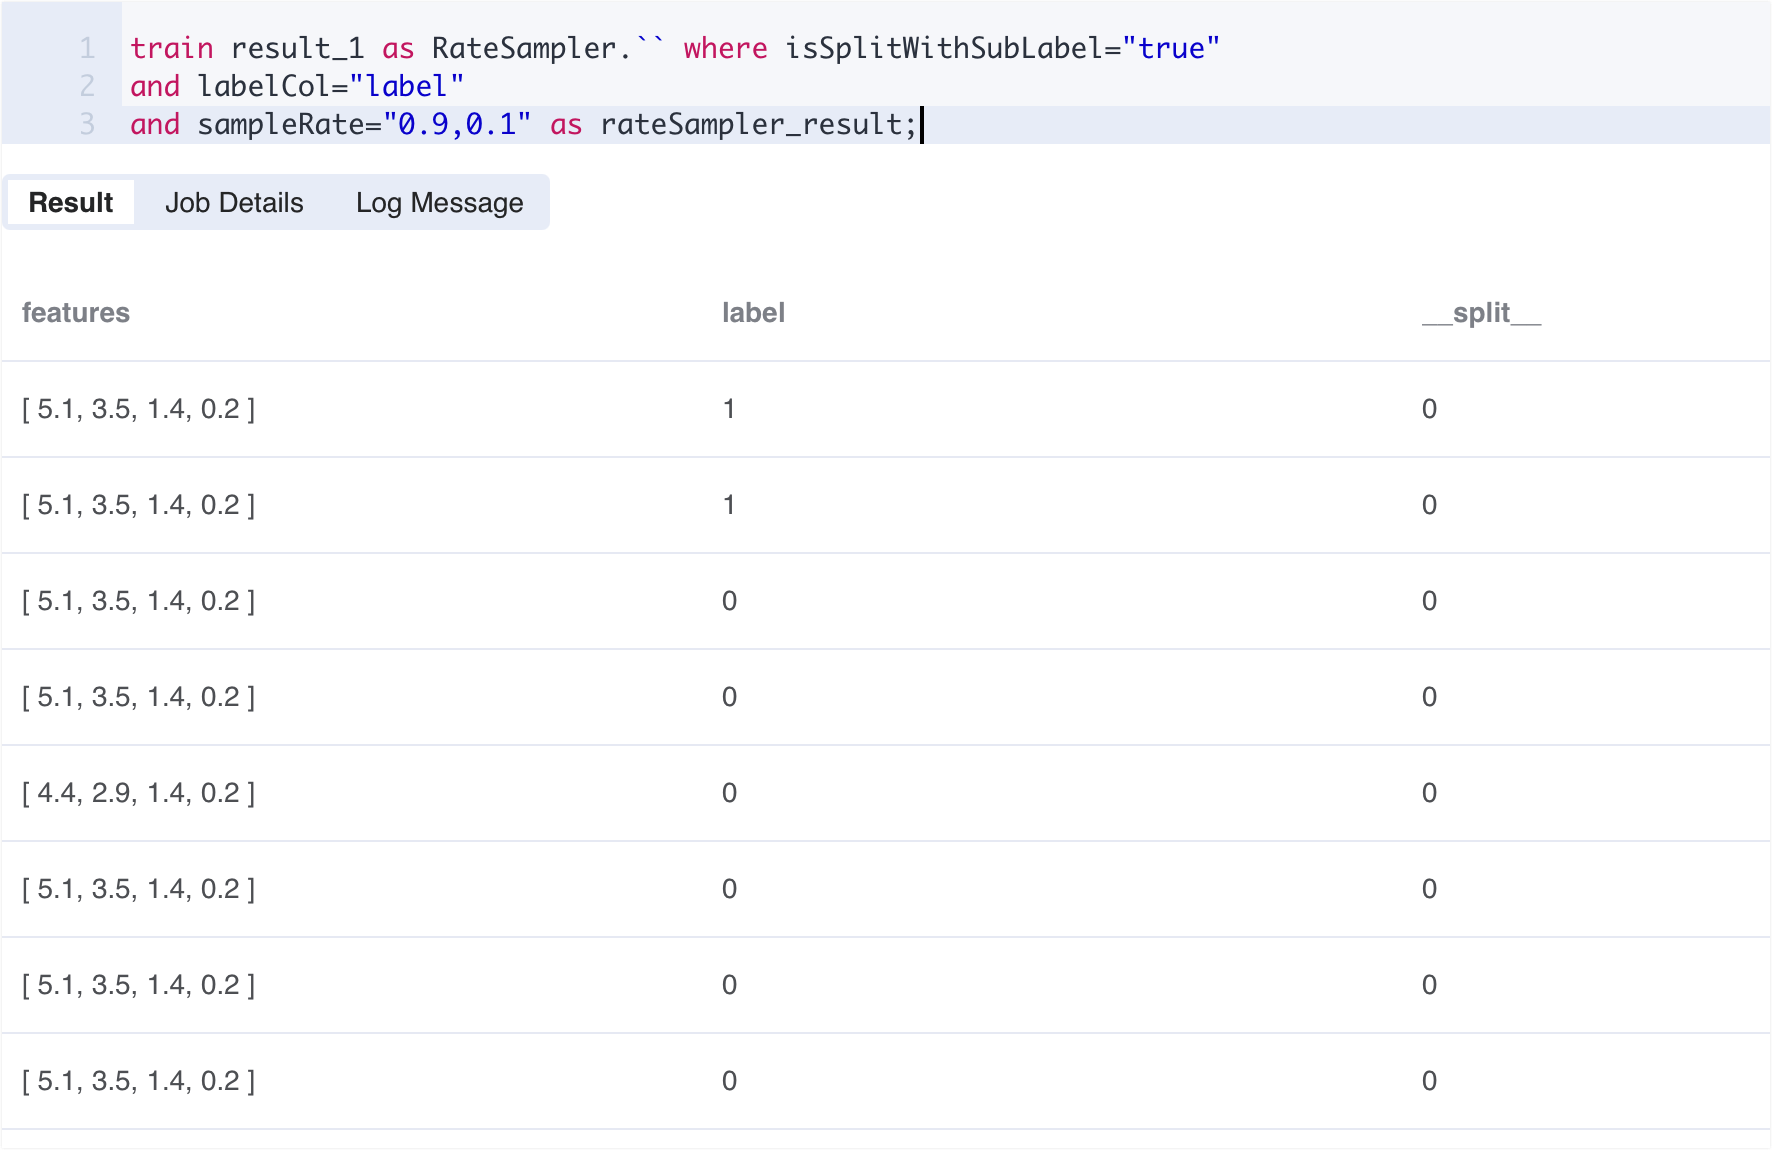 1 train result_1 as RateSampler.`` where isSplitWithSubLabel="true"
2 and labelCol="label"
3 and sampleRate="0.9,0.1" as rateSampler_result;
Result Job Details Log Message
features label __split__
[ 5.1, 3.5, 1.4, 0.2 ] 1 0
[ 5.1, 3.5, 1.4, 0.2 ] 1 0
[ 5.1, 3.5, 1.4, 0.2 ] 0 0
[ 5.1, 3.5, 1.4, 0.2 ] 0 0
[ 4.4, 2.9, 1.4, 0.2 ] 0 0
[ 5.1, 3.5, 1.4, 0.2 ] 0 0
[ 5.1, 3.5, 1.4, 0.2 ] 0 0
[ 5.1, 3.5, 1.4, 0.2 ] 0 0